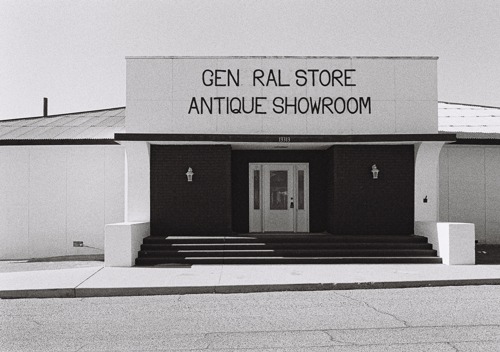 GEN RAL STORE
ANTIQUE SHOWROOM